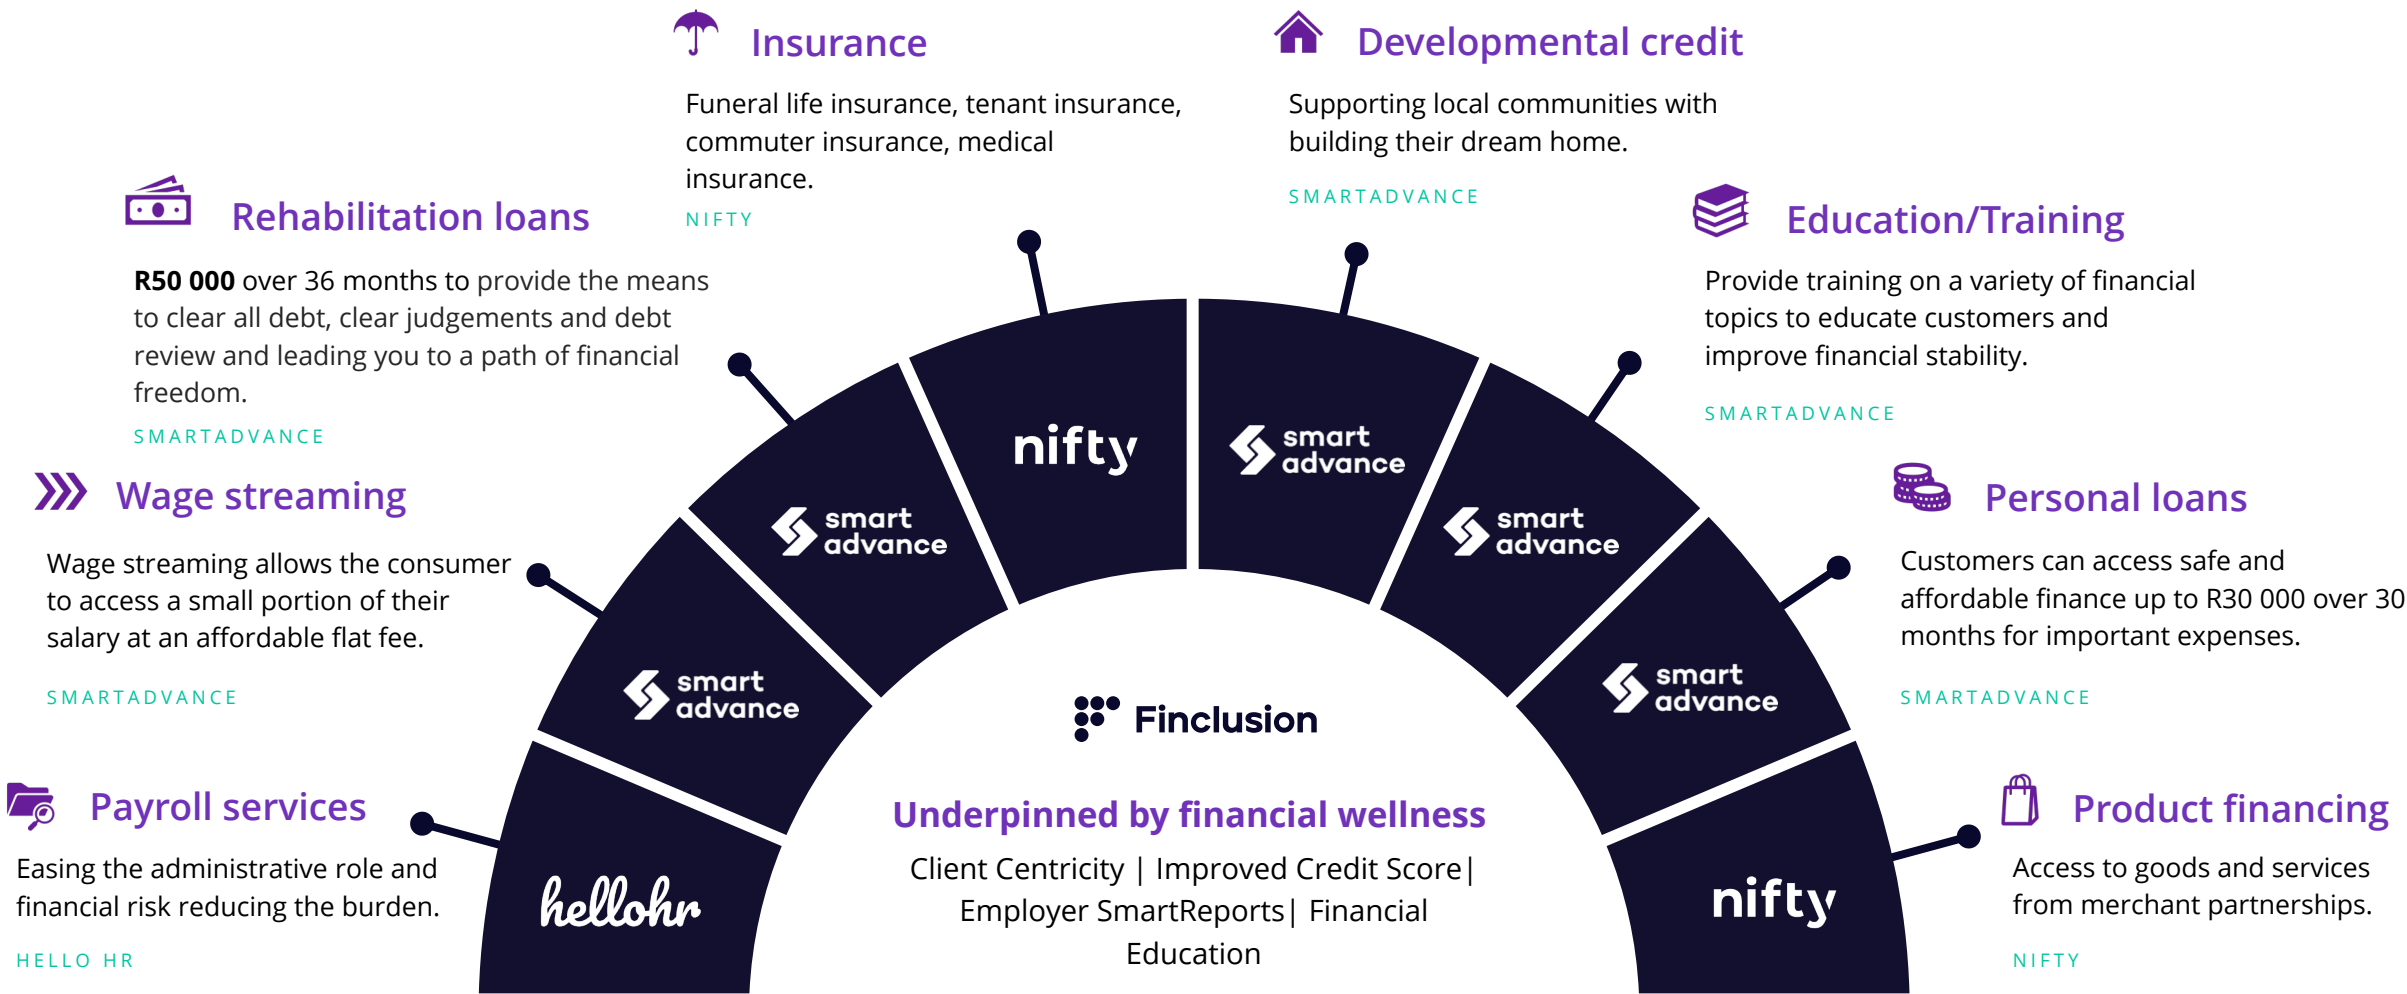 Insurance
Funeral life insurance, tenant insurance,
commuter insurance, medical
insurance.
NIFTY
Developmental credit
Supporting local communities with
building their dream home.
SMARTADVANCE
Rehabilitation loans
R50 000 over 36 months to provide the means
to clear all debt, clear judgements and debt
review and leading you to a path of financial
freedom.
SMARTADVANCE
Education/Training
Provide training on a variety of financial
topics to educate customers and
improve financial stability.
SMARTADVANCE
Wage streaming
Wage streaming allows the consumer
to access a small portion of their
salary at an affordable flat fee.
SMARTADVANCE
Personal loans
Customers can access safe and
affordable finance up to R30 000 over 30
months for important expenses.
SMARTADVANCE
Payroll services
Easing the administrative role and
financial risk reducing the burden.
HELLO HR
Product financing
Access to goods and services
from merchant partnerships.
NIFTY
hellohr
smart
advance
smart
advance
nifty
smart
advance
smart
advance
smart
advance
nifty
Finclusion
Underpinned by financial wellness
Client Centricity | Improved Credit Score|
Employer SmartReports| Financial
Education